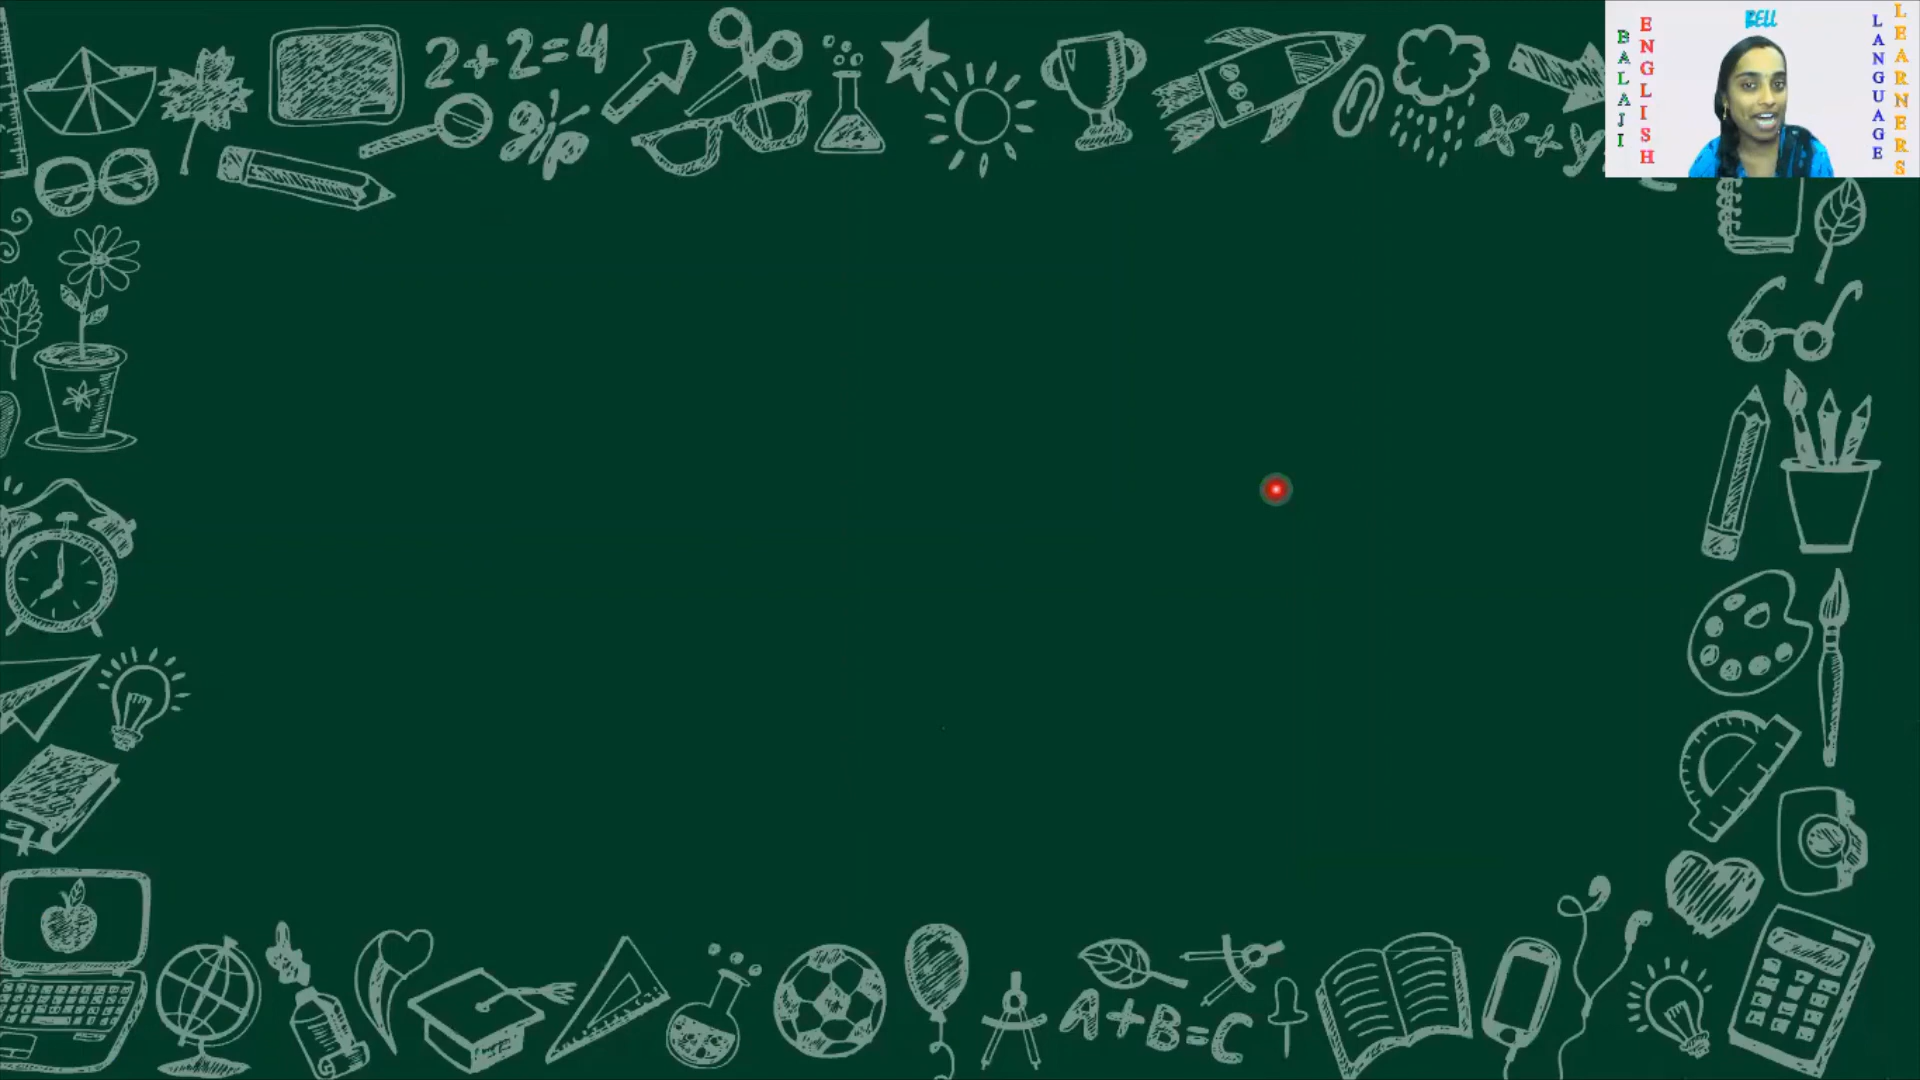 2+2=4
x+y
BELL
BALAJI
ENGLISH
LANGUAGE
LEARNERS
A+B=C